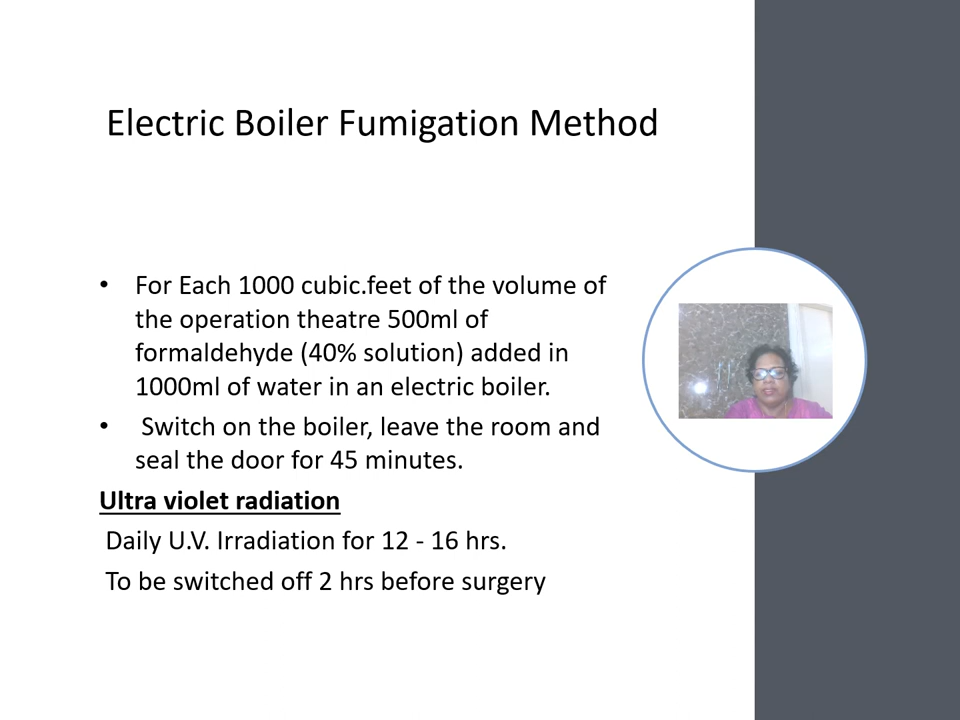 Electric Boiler Fumigation Method
• For Each 1000 cubic.feet of the volume of
the operation theatre 500ml of
formaldehyde (40% solution) added in
1000ml of water in an electric boiler.
• Switch on the boiler, leave the room and
seal the door for 45 minutes.
Ultra violet radiation
Daily U.V. Irradiation for 12 - 16 hrs.
To be switched off 2 hrs before surgery